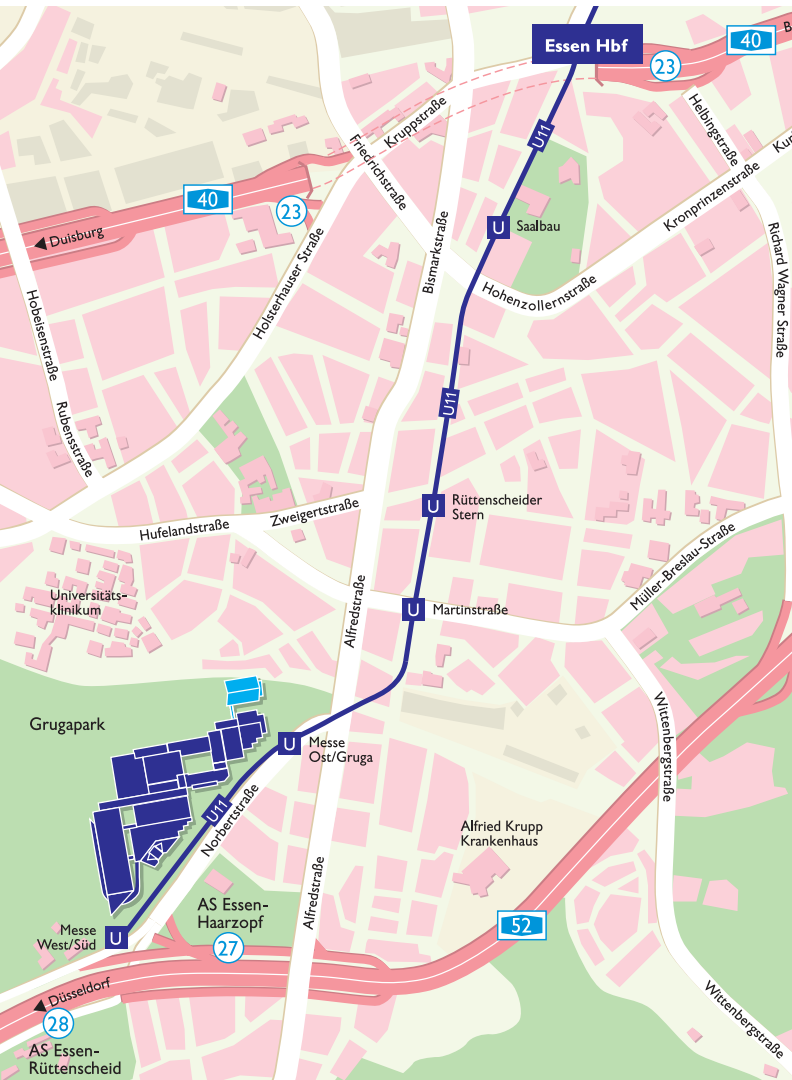 Essen Hbf
40
B
23
U11
Kruppstraße
Friedrichstraße
Helbingstraße
Kronprinzenstraße
40
23
Duisburg
U
Saalbau
Bismarkstraße
Hohenzollernstraße
Richard Wagner Straße
Holsterhauser Straße
Hobeisenstraße
Rubensstraße
U11
U
Rüttenscheider
Stern
Hufelandstraße
Zweigertstraße
Müller-Breslau-Straße
Universitäts-
klinikum
Alfredstraße
U
Martinstraße
Grugapark
Wittenbergstraße
U
Messe
Ost/Gruga
U11
Norbertstraße
Alfried Krupp
Krankenhaus
Alfredstraße
AS Essen-
Haarzopf
27
52
Messe
West/Süd
U
Düsseldorf
28
AS Essen-
Rüttenscheid
Wittenbergstraße